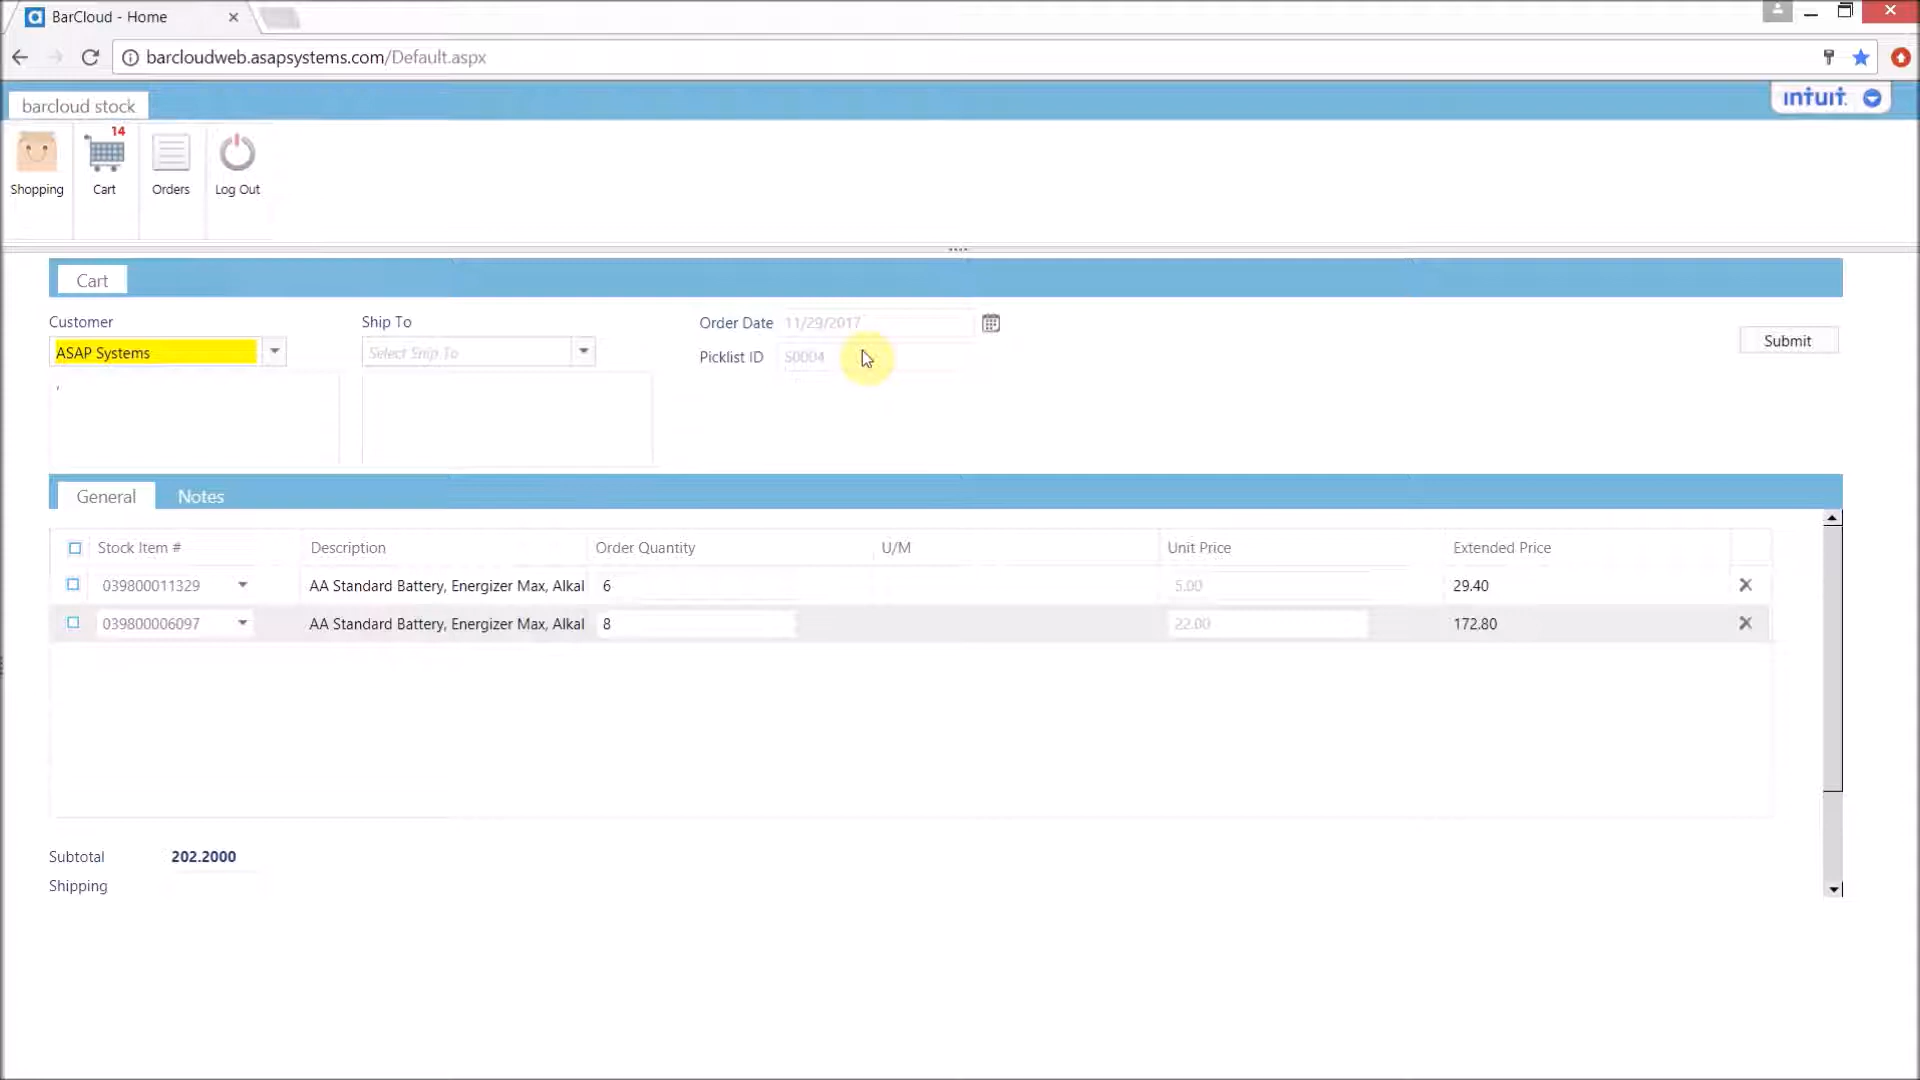 BarCloud - Home
barcloudweb.asapsystems.com/Default.aspx
barcloud stock
intuit.
14
Shopping
Cart
Orders
Log Out
Cart
Customer
Ship To
Order Date 11/29/2017
Submit
ASAP Systems
Select Ship To
Picklist ID S0004
,
General Notes
Stock Item # Description Order Quantity U/M Unit Price Extended Price
039800011329 AA Standard Battery, Energizer Max, Alkal 6 5.00 29.40
039800006097 AA Standard Battery, Energizer Max, Alkal 8 22.00 172.80
Subtotal 202.2000
Shipping